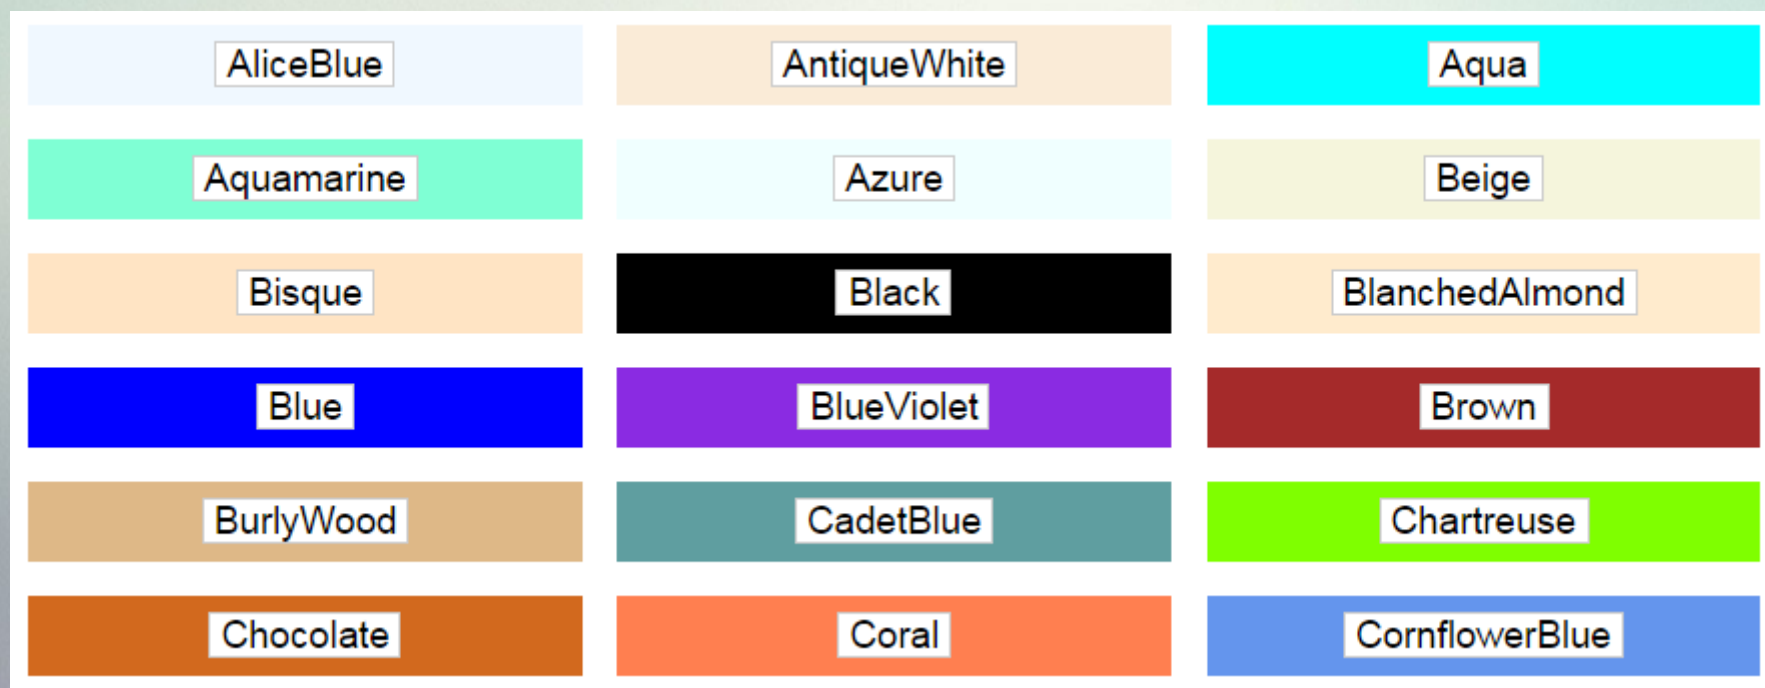 AliceBlue
AntiqueWhite
Aqua
Aquamarine
Azure
Beige
Bisque
Black
BlanchedAlmond
Blue
BlueViolet
Brown
BurlyWood
CadetBlue
Chartreuse
Chocolate
Coral
CornflowerBlue